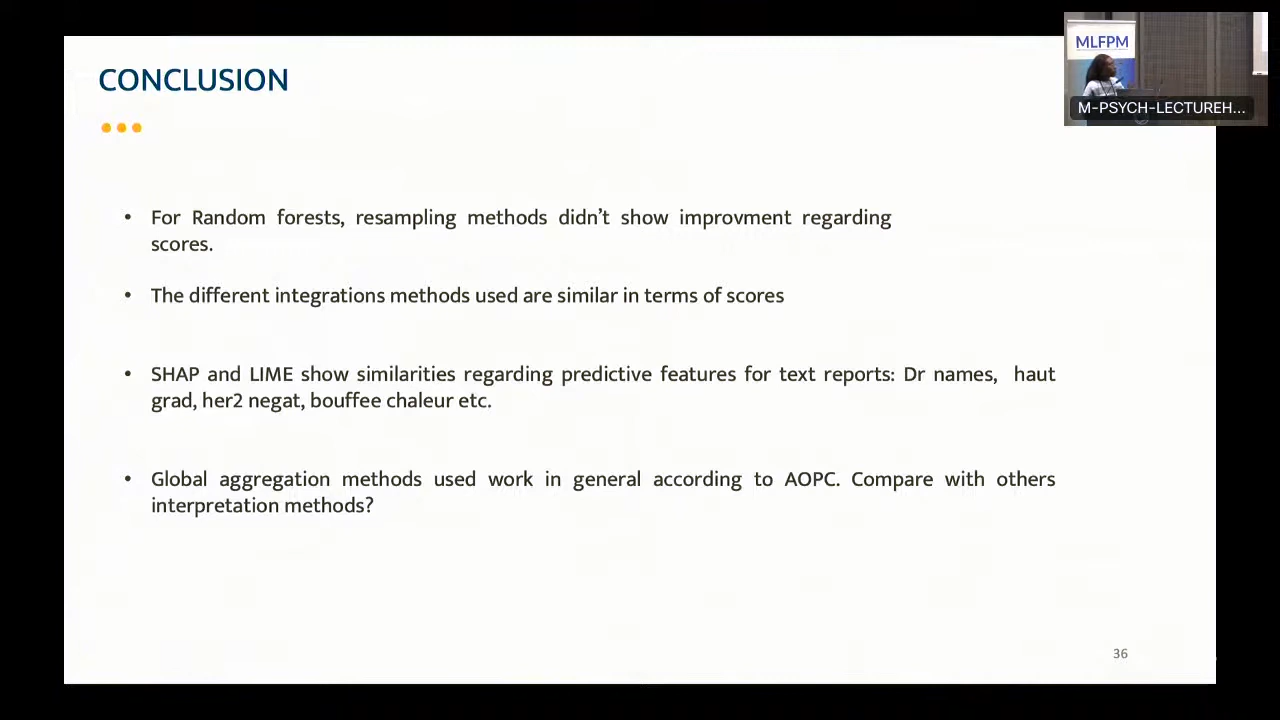 CONCLUSION
MLFPM
M-PSYCH-LECTUREH...
• For Random forests, resampling methods didn't show improvment regarding
scores.
• The different integrations methods used are similar in terms of scores
• SHAP and LIME show similarities regarding predictive features for text reports: Dr names, haut
grad, her2 negat, bouffee chaleur etc.
• Global aggregation methods used work in general according to AOPC. Compare with others
interpretation methods?
36